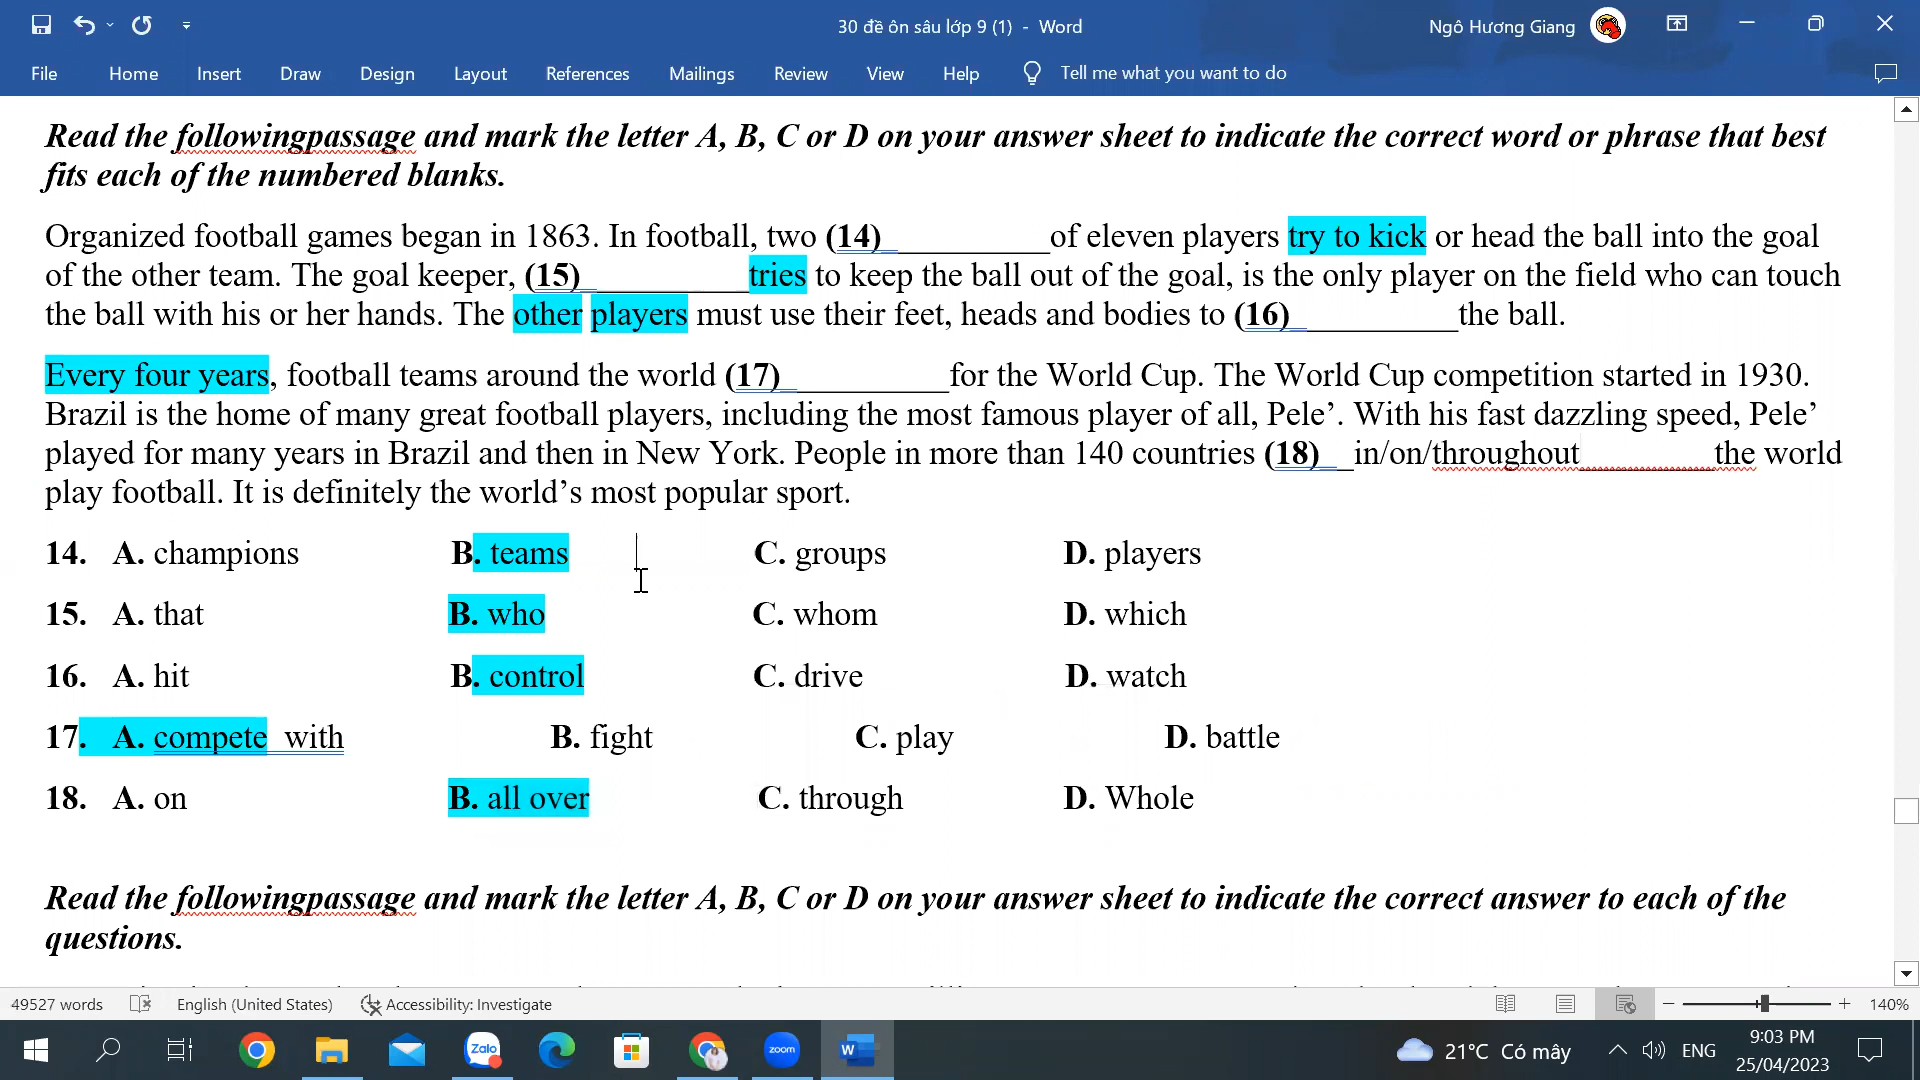 30 đề ôn sâu lớp 9 (1) - Word
Ngô Hương Giang
File Home Insert Draw Design Layout References Mailings Review View Help Tell me what you want to do
Read the followingpassage and mark the letter A, B, C or D on your answer sheet to indicate the correct word or phrase that best
fits each of the numbered blanks.
Organized football games began in 1863. In football, two (14)__________of eleven players try to kick or head the ball into the goal
of the other team. The goal keeper, (15)__________tries to keep the ball out of the goal, is the only player on the field who can touch
the ball with his or her hands. The other players must use their feet, heads and bodies to (16)__________the ball.
Every four years, football teams around the world (17)__________for the World Cup. The World Cup competition started in 1930.
Brazil is the home of many great football players, including the most famous player of all, Pele’. With his fast dazzling speed, Pele’
played for many years in Brazil and then in New York. People in more than 140 countries (18)__in/on/throughout________the world
play football. It is definitely the world’s most popular sport.
14. A. champions B. teams C. groups D. players
15. A. that B. who C. whom D. which
16. A. hit B. control C. drive D. watch
17. A. compete with B. fight C. play D. battle
18. A. on B. all over C. through D. Whole
Read the followingpassage and mark the letter A, B, C or D on your answer sheet to indicate the correct answer to each of the
questions.
49527 words English (United States) Accessibility: Investigate 140%
Zalo zoom W 21°C Có mây ENG 9:03 PM
25/04/2023